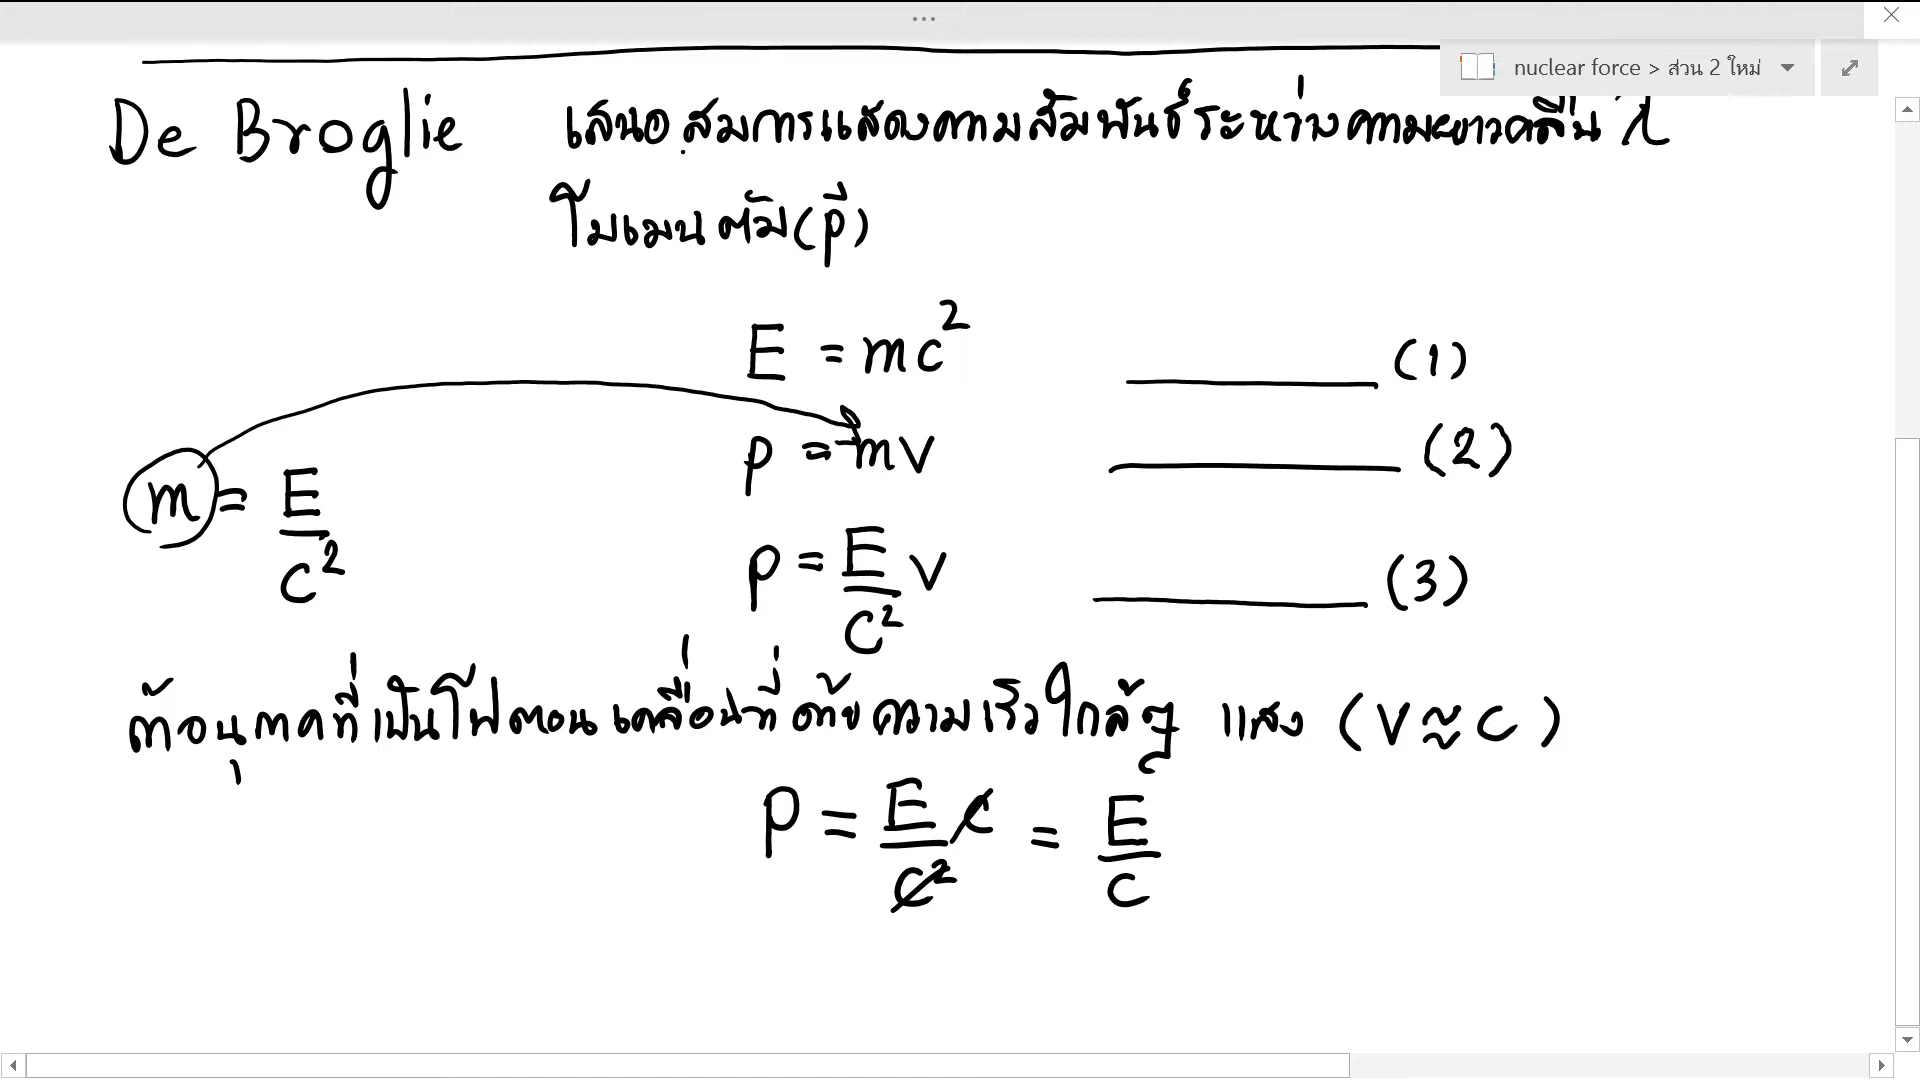 ...
nuclear force > ส่วน 2 ใหม่
De Broglie เสนอสมการแสดงความสัมพันธ์ระหว่างความยาวคลื่น λ
โมเมนตัม (p)
E = mc² (1)
p = mv (2)
m = E/c²
p = E/c² v (3)
ถ้าอนุภาคที่เป็นโฟตอนเคลื่อนที่ด้วยความเร็วใกล้ๆ แสง (v ≈ c)
p = E/c² c = E/c